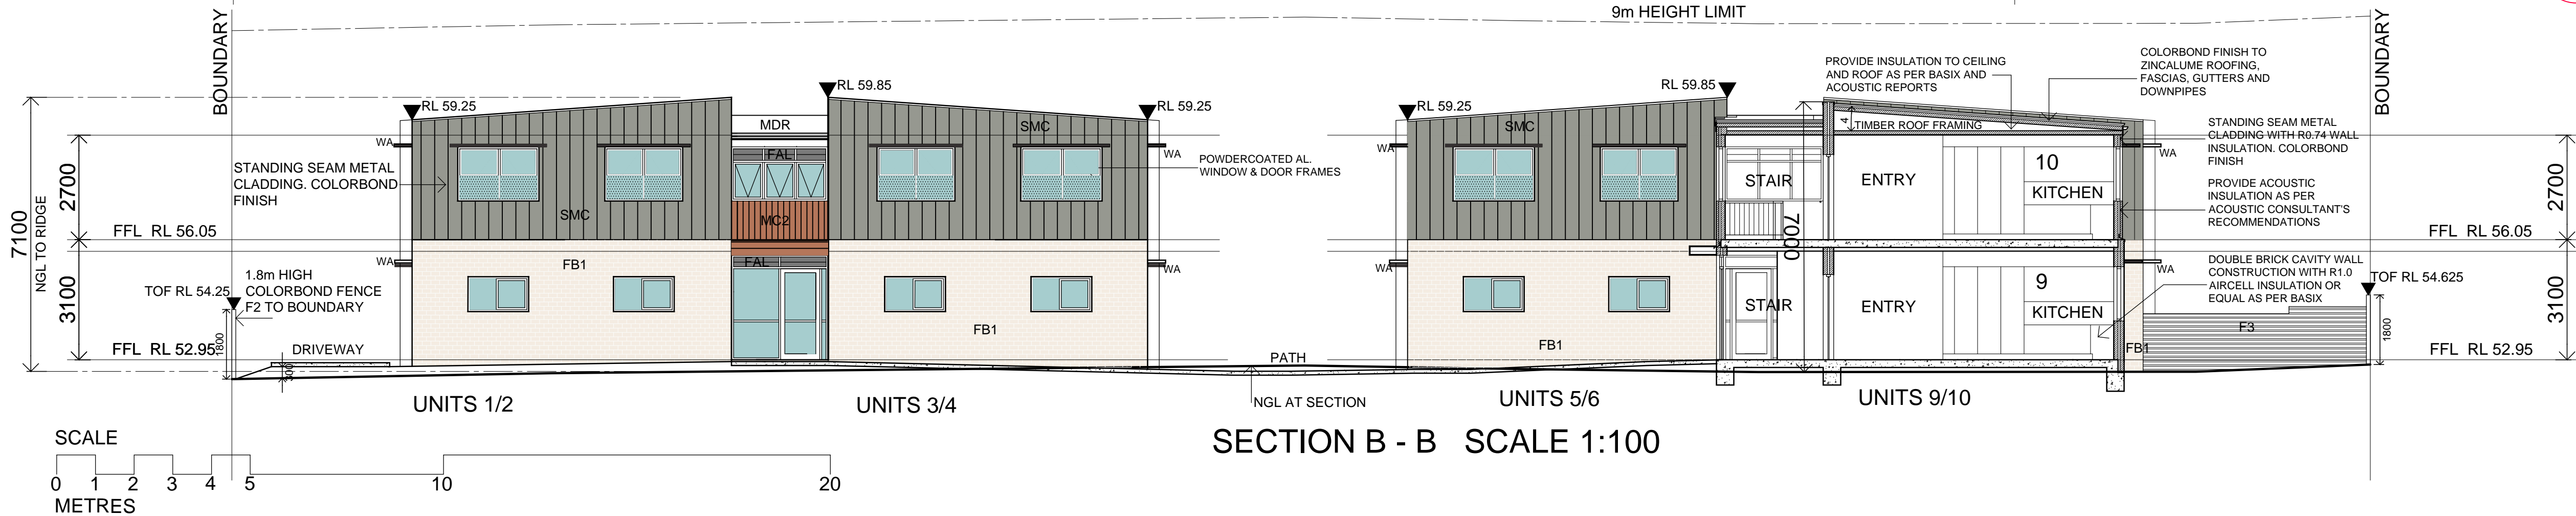 9m HEIGHT LIMIT
BOUNDARY
BOUNDARY
RL 59.25
RL 59.85
RL 59.25
RL 59.25
RL 59.85
PROVIDE INSULATION TO CEILING
AND ROOF AS PER BASIX AND
ACOUSTIC REPORTS
COLORBOND FINISH TO
ZINCALUME ROOFING,
FASCIAS, GUTTERS AND
DOWNPIPES
MDR
SMC
SMC
4
TIMBER ROOF FRAMING
STANDING SEAM METAL
CLADDING WITH R0.74 WALL
INSULATION. COLORBOND
FINISH
WA
WA
WA
WA
FAL
STANDING SEAM METAL
CLADDING. COLORBOND
FINISH
POWDERCOATED AL.
WINDOW & DOOR FRAMES
STAIR
ENTRY
10
KITCHEN
PROVIDE ACOUSTIC
INSULATION AS PER
ACOUSTIC CONSULTANT'S
RECOMMENDATIONS
7100
NGL TO RIDGE
2700
2700
SMC
MC2
7000
FFL RL 56.05
FFL RL 56.05
WA
FB1
FAL
WA
WA
WA
DOUBLE BRICK CAVITY WALL
CONSTRUCTION WITH R1.0
AIRCELL INSULATION OR
EQUAL AS PER BASIX
TOF RL 54.25
1.8m HIGH
COLORBOND FENCE
F2 TO BOUNDARY
TOF RL 54.625
3100
3100
STAIR
ENTRY
9
KITCHEN
FB1
FB1
FB1
F3
1800
1800
FFL RL 52.95
DRIVEWAY
PATH
FFL RL 52.95
300
UNITS 1/2
UNITS 3/4
NGL AT SECTION
UNITS 5/6
UNITS 9/10
SECTION B - B SCALE 1:100
SCALE
0 1 2 3 4 5 10 20
METRES